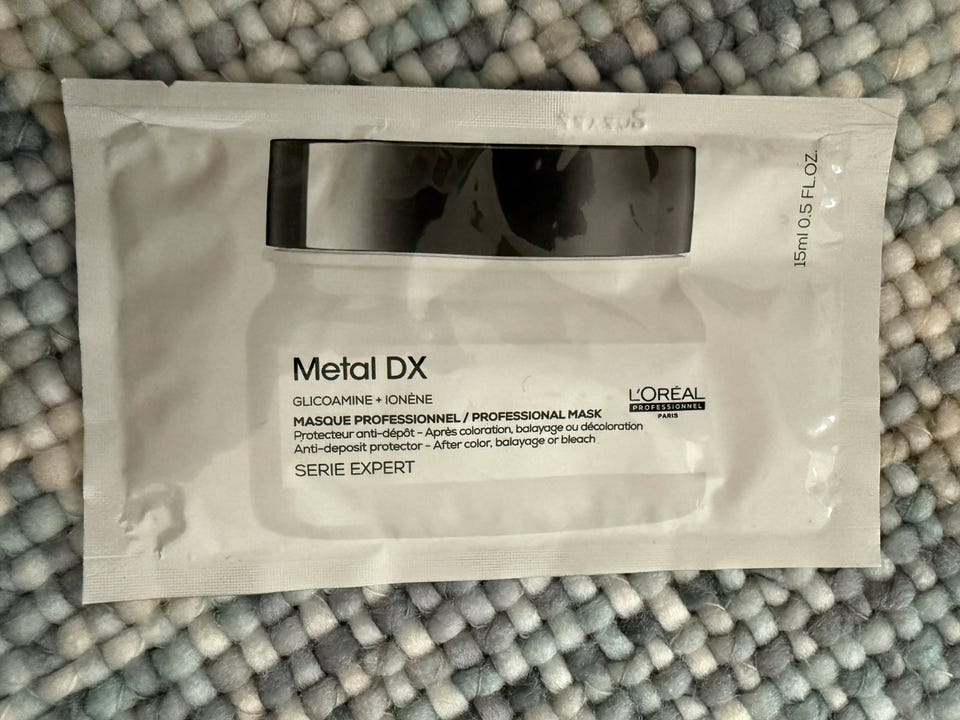 15ml 0.5 FL.OZ.
Metal DX
GLICOAMINE + IONÈNE
MASQUE PROFESSIONNEL / PROFESSIONAL MASK
Protecteur anti-dépôt - Après coloration, balayage ou décoloration
Anti-deposit protector - After color, balayage or bleach
SERIE EXPERT
L'ORÉAL
PROFESSIONNEL
PARIS